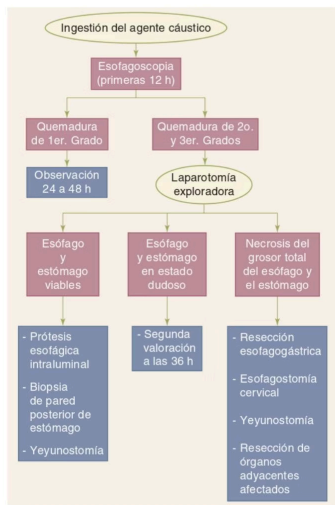 Ingestión del agente cáustico
Esofagoscopia
(primeras 12 h)
Quemadura
de 1er. Grado
Quemadura de 2o.
y 3er. Grados
Observación
24 a 48 h
Laparotomía
exploradora
Esófago
y
estómago
viables
Esófago
y estómago
en estado
dudoso
Necrosis del
grosor total
del esófago y
el estómago
- Prótesis
esofágica
intraluminal
- Biopsia
de pared
posterior de
estómago
- Yeyunostomía
- Segunda
valoración
a las 36 h
- Resección
esofagogástrica
- Esofagostomía
cervical
- Yeyunostomía
- Resección de
órganos
adyacentes
afectados